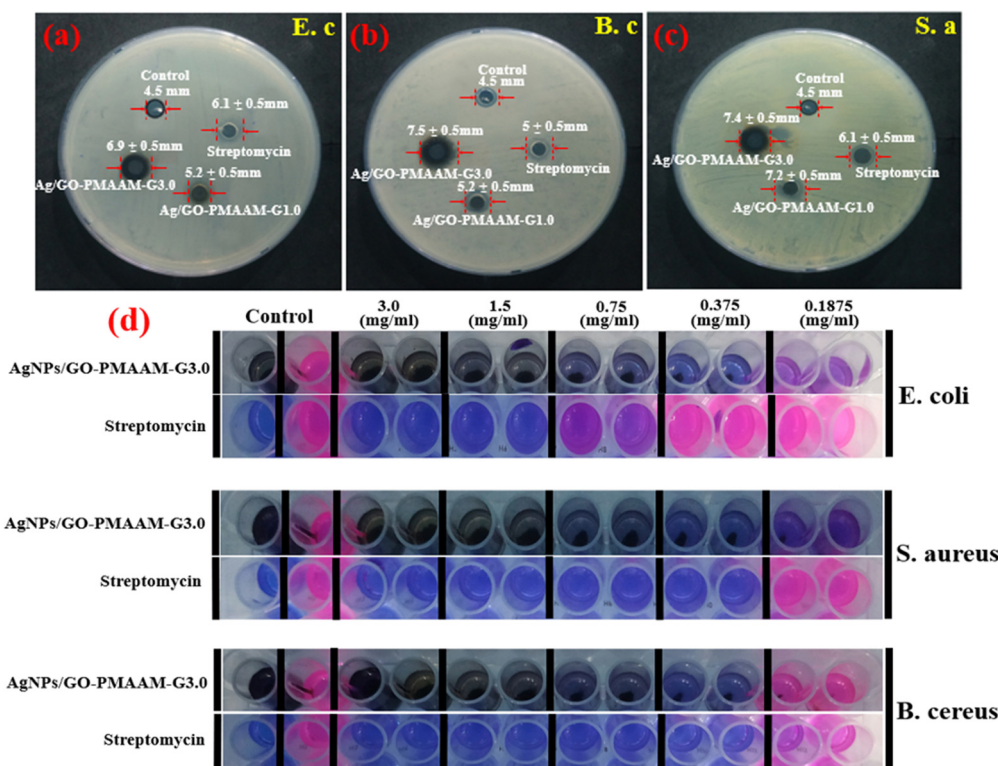 (a)
E. c
Control
4.5 mm
6.1 ± 0.5mm
Streptomycin
6.9 ± 0.5mm
Ag/GO-PMAAM-G3.0
5.2 ± 0.5mm
Ag/GO-PMAAM-G1.0
(b)
B. c
Control
4.5 mm
7.5 ± 0.5mm
5 ± 0.5mm
Streptomycin
Ag/GO-PMAAM-G3.0
5.2 ± 0.5mm
Ag/GO-PMAAM-G1.0
(c)
S. a
Control
4.5 mm
7.4 ± 0.5mm
6.1 ± 0.5mm
Ag/GO-PMAAM-G3.0
Streptomycin
7.2 ± 0.5mm
Ag/GO-PMAAM-G1.0
(d)
Control
3.0
(mg/ml)
1.5
(mg/ml)
0.75
(mg/ml)
0.375
(mg/ml)
0.1875
(mg/ml)
AgNPs/GO-PMAAM-G3.0
Streptomycin
E. coli
AgNPs/GO-PMAAM-G3.0
Streptomycin
S. aureus
AgNPs/GO-PMAAM-G3.0
Streptomycin
B. cereus